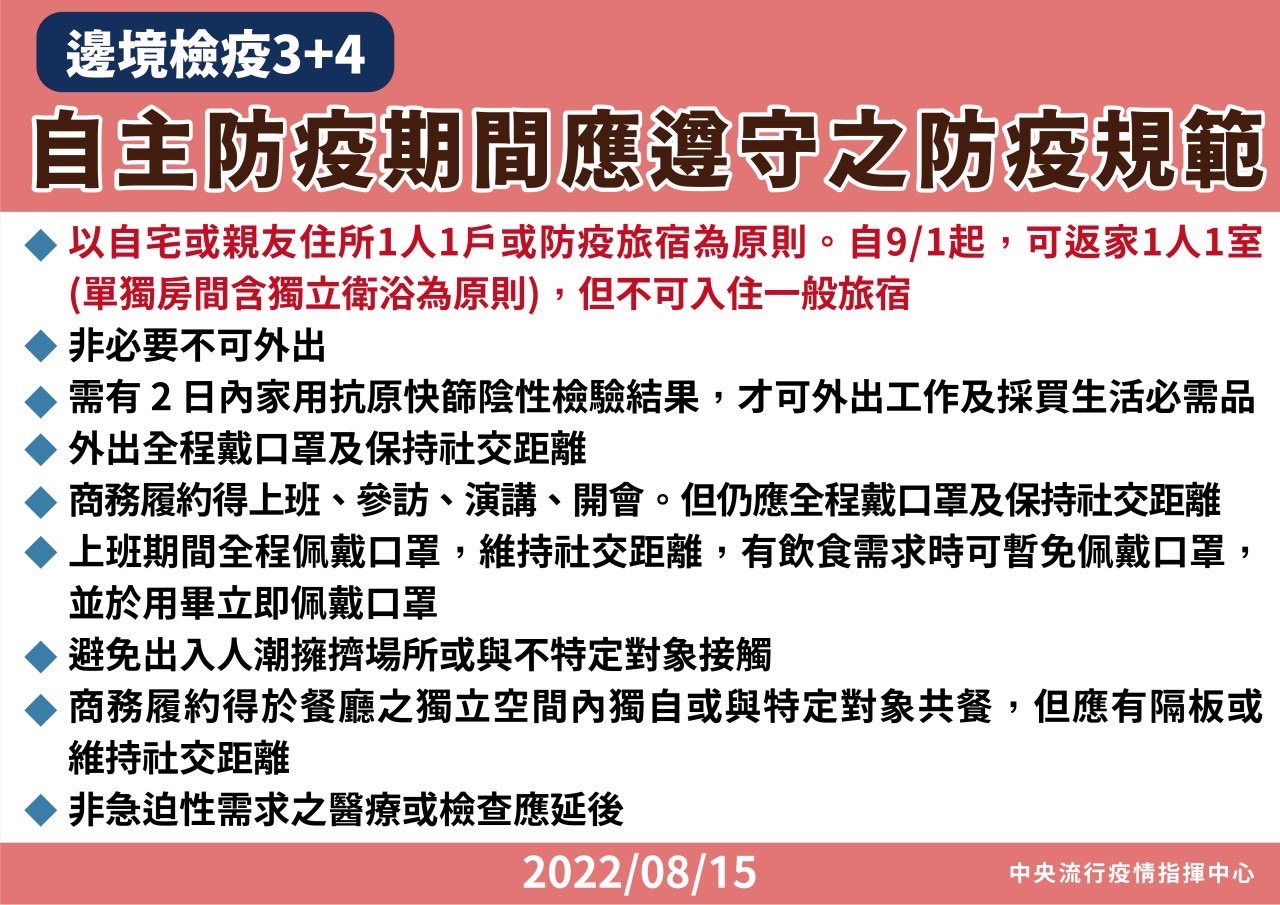 邊境檢疫3+4
自主防疫期間應遵守之防疫規範
以自宅或親友住所1人1戶或防疫旅宿為原則。自9/1起，可返家1人1室
(單獨房間含獨立衛浴為原則)，但不可入住一般旅宿
非必要不可外出
需有 2 日內家用抗原快篩陰性檢驗結果，才可外出工作及採買生活必需品
外出全程戴口罩及保持社交距離
商務履約得上班、參訪、演講、開會。但仍應全程戴口罩及保持社交距離
上班期間全程佩戴口罩，維持社交距離，有飲食需求時可暫免佩戴口罩，
並於用畢立即佩戴口罩
避免出入人潮擁擠場所或與不特定對象接觸
商務履約得於餐廳之獨立空間內獨自或與特定對象共餐，但應有隔板或
維持社交距離
非急迫性需求之醫療或檢查應延後
2022/08/15
中央流行疫情指揮中心